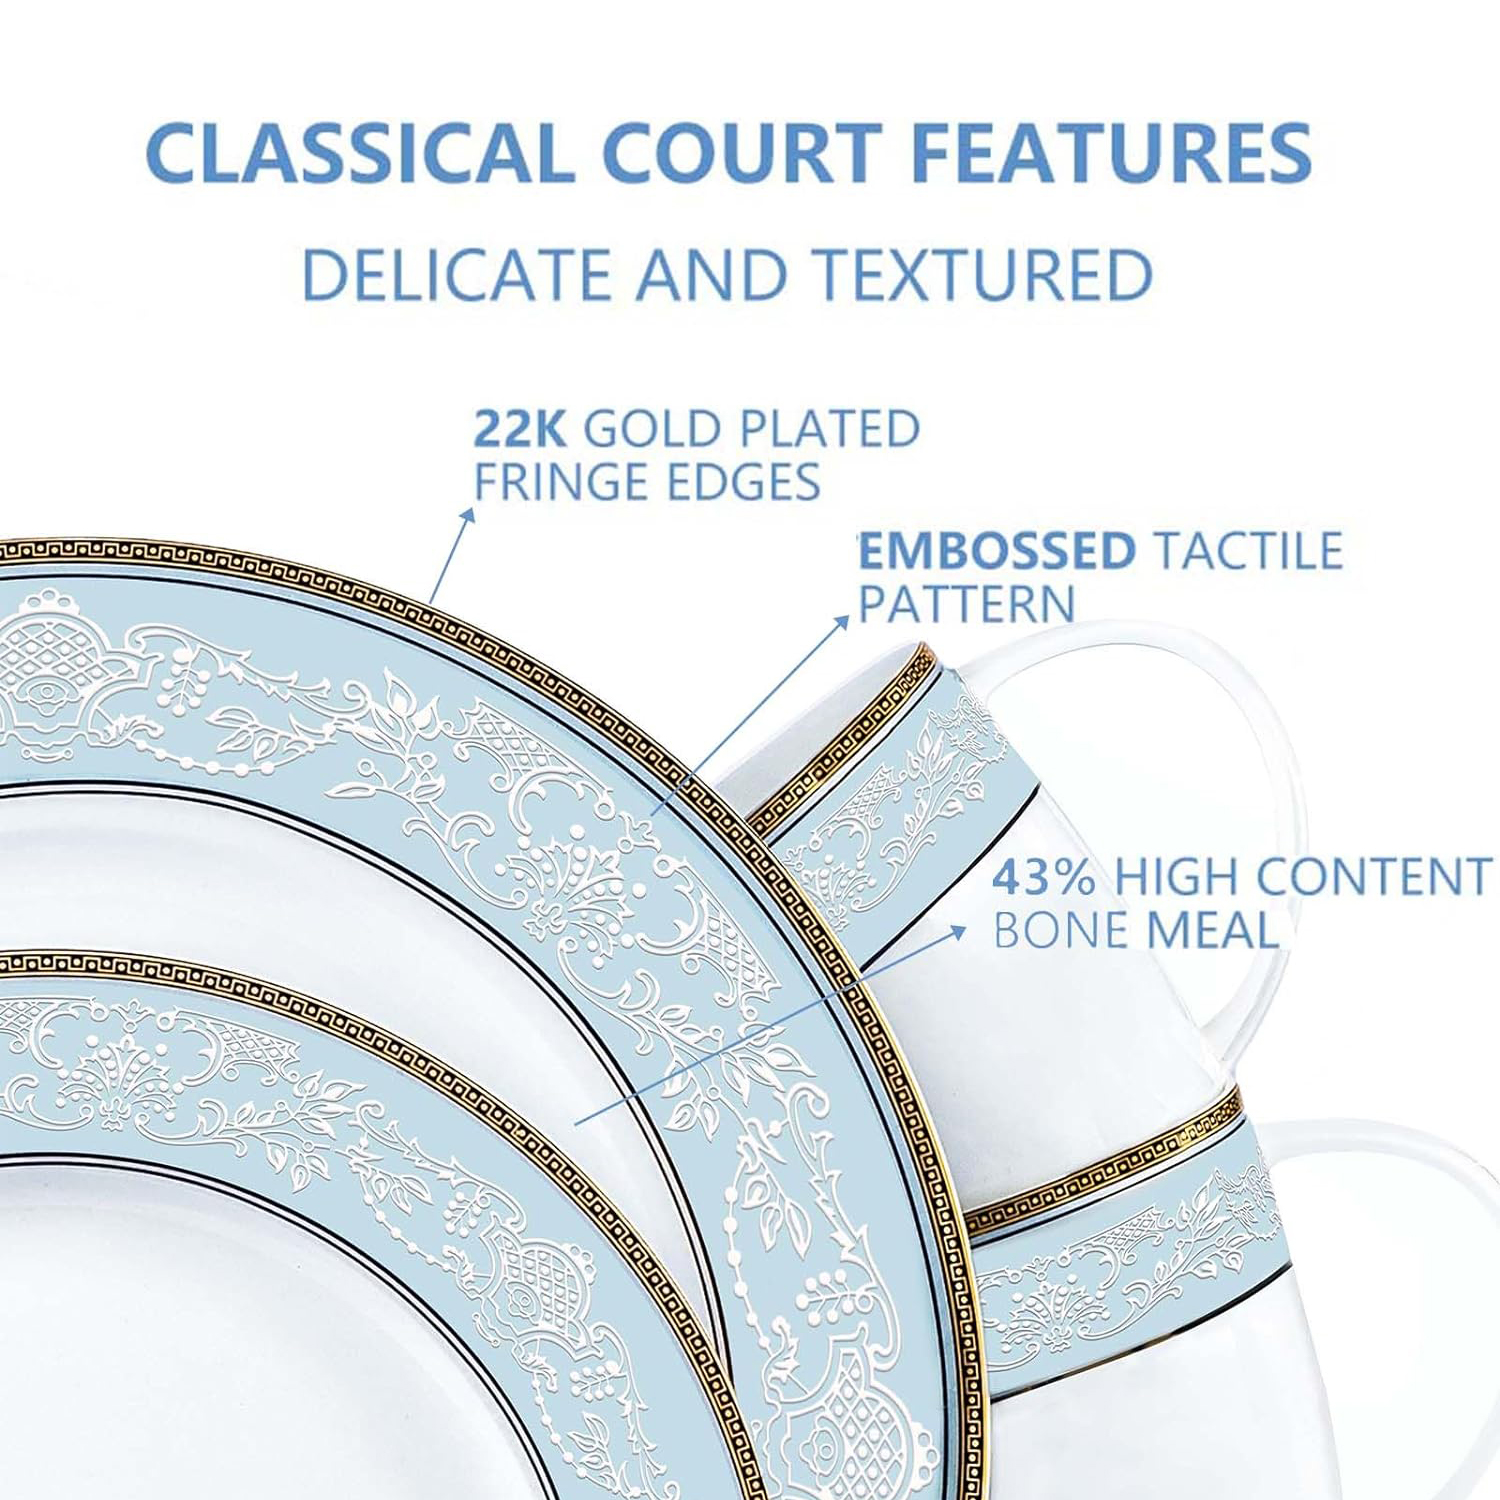 CLASSICAL COURT FEATURES
DELICATE AND TEXTURED
22K GOLD PLATED
FRINGE EDGES
EMBOSSED TACTILE
PATTERN
43% HIGH CONTENT
BONE MEAL